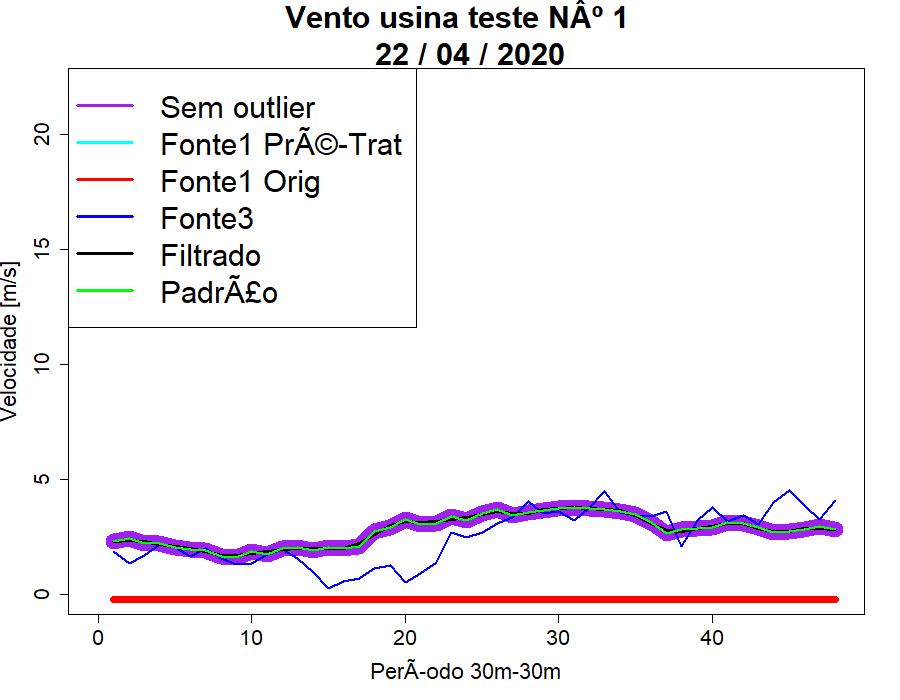 Vento usina teste NÂº 1
22 / 04 / 2020
Sem outlier
Fonte1 PrÃ©-Trat
Fonte1 Orig
Fonte3
Filtrado
PadrÃ£o
Velocidade [m/s]
20
15
10
5
0
0 10 20 30 40
PerÃ-odo 30m-30m